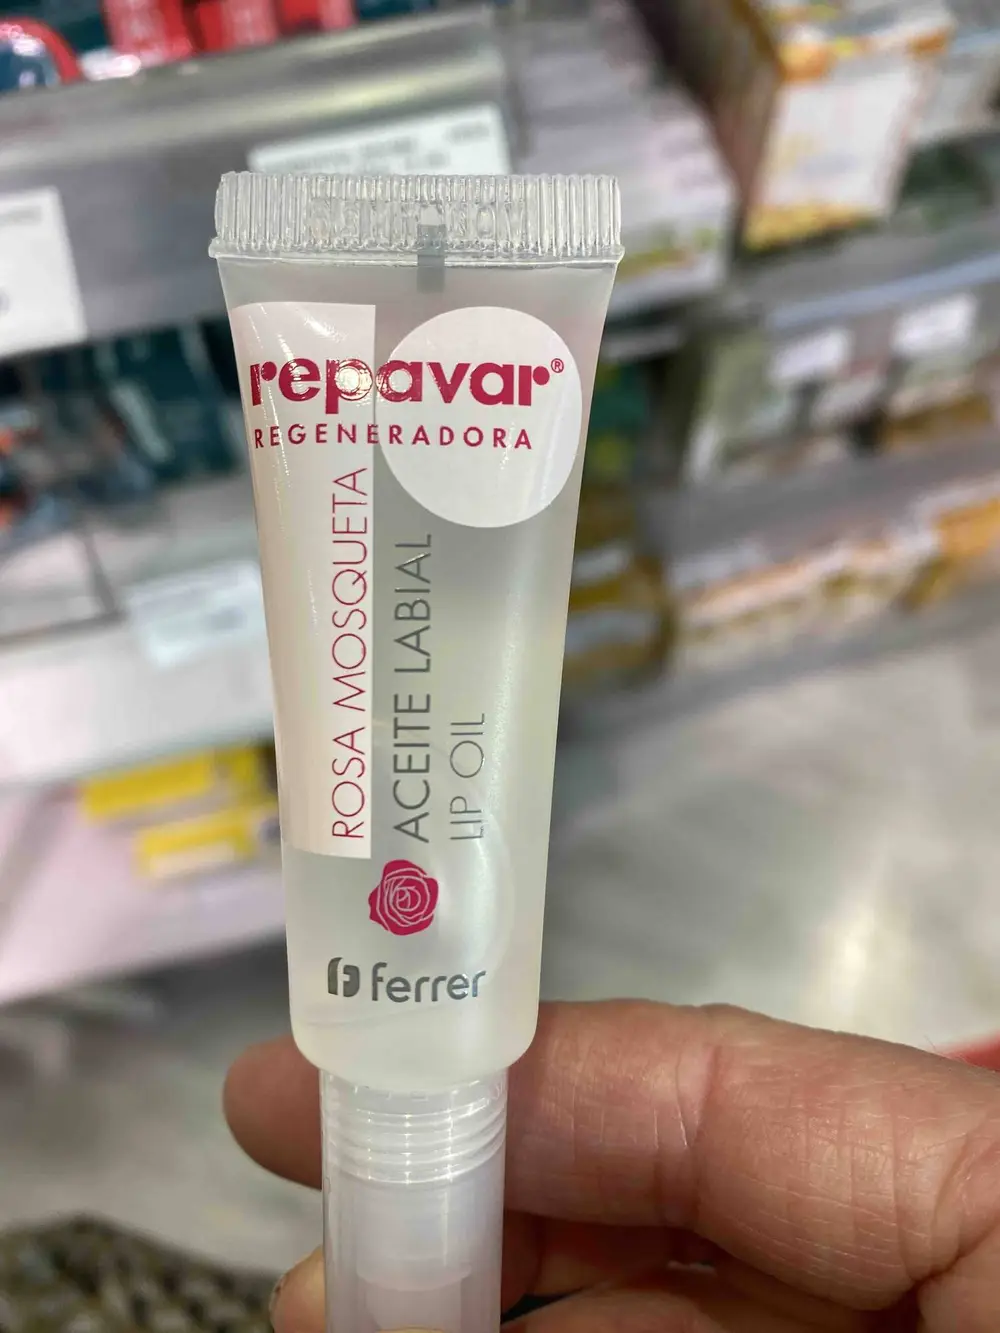 repavar®
REGENERADORA
ROSA MOSQUETA
ACEITE LABIAL
LIP OIL
ferrer